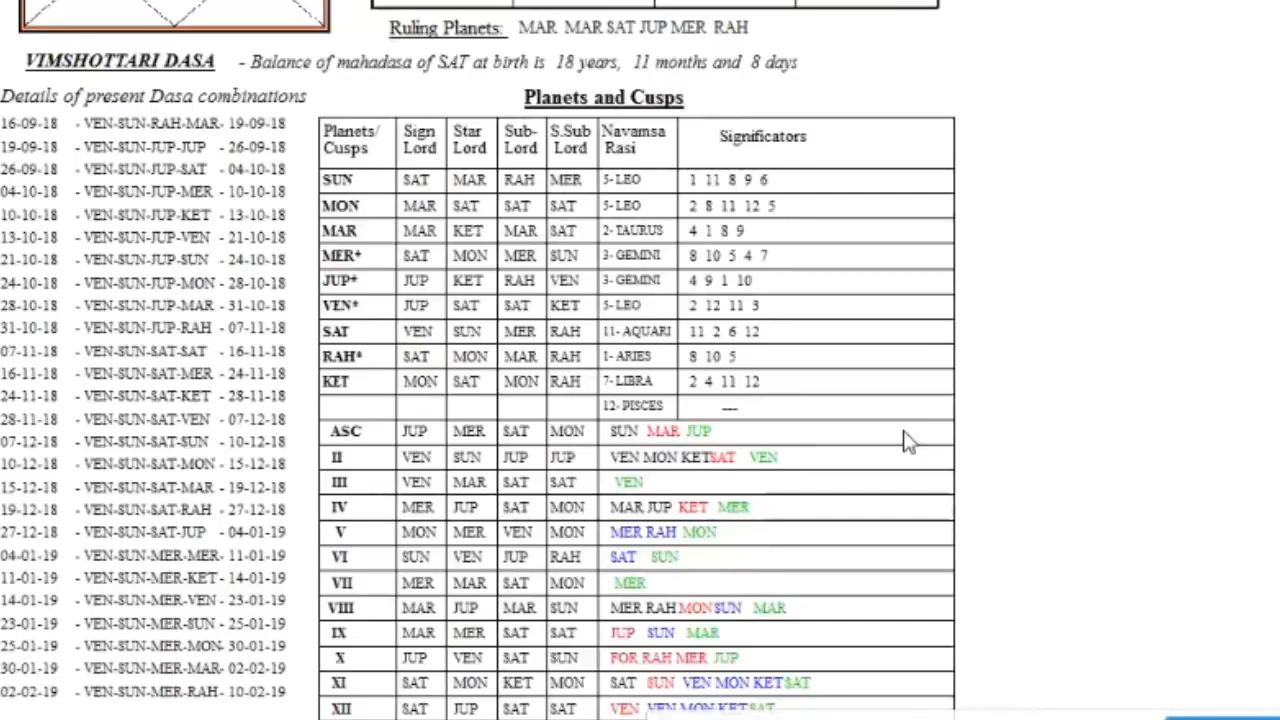 Ruling Planets: MAR MAR SAT JUP MER RAH
VIMSHOTTARI DASA - Balance of mahadasa of SAT at birth is 18 years, 11 months and 8 days
Details of present Dasa combinations
16-09-18 - VEN-SUN-RAH-MAR- 19-09-18
19-09-18 - VEN-SUN-JUP-JUP - 26-09-18
26-09-18 - VEN-SUN-JUP-SAT - 04-10-18
04-10-18 - VEN-SUN-JUP-MER - 10-10-18
10-10-18 - VEN-SUN-JUP-KET - 13-10-18
13-10-18 - VEN-SUN-JUP-VEN - 21-10-18
21-10-18 - VEN-SUN-JUP-SUN - 24-10-18
24-10-18 - VEN-SUN-JUP-MON - 28-10-18
28-10-18 - VEN-SUN-JUP-MAR - 31-10-18
31-10-18 - VEN-SUN-JUP-RAH - 07-11-18
07-11-18 - VEN-SUN-SAT-SAT - 16-11-18
16-11-18 - VEN-SUN-SAT-MER - 24-11-18
24-11-18 - VEN-SUN-SAT-KET - 28-11-18
28-11-18 - VEN-SUN-SAT-VEN - 07-12-18
07-12-18 - VEN-SUN-SAT-SUN - 10-12-18
10-12-18 - VEN-SUN-SAT-MON - 15-12-18
15-12-18 - VEN-SUN-SAT-MAR - 19-12-18
19-12-18 - VEN-SUN-SAT-RAH - 27-12-18
27-12-18 - VEN-SUN-SAT-JUP - 04-01-19
04-01-19 - VEN-SUN-MER-MER- 11-01-19
11-01-19 - VEN-SUN-MER-KET - 14-01-19
14-01-19 - VEN-SUN-MER-VEN - 23-01-19
23-01-19 - VEN-SUN-MER-SUN - 25-01-19
25-01-19 - VEN-SUN-MER-MON- 30-01-19
30-01-19 - VEN-SUN-MER-MAR- 02-02-19
02-02-19 - VEN-SUN-MER-RAH- 10-02-19
Planets and Cusps
Planets/ Sign Star Sub- S.Sub Navamsa Significators
Cusps Lord Lord Lord Lord Rasi
SUN SAT MAR RAH MER 5- LEO 1 11 8 9 6
MON MAR SAT SAT SAT 5- LEO 2 8 11 12 5
MAR MAR KET MAR SAT 2- TAURUS 4 1 8 9
MER+ SAT MON MER SUN 3- GEMINI 8 10 5 4 7
JUP+ JUP KET RAH VEN 3- GEMINI 4 9 1 10
VEN* JUP SAT SAT KET 5- LEO 2 12 11 3
SAT VEN SUN MER RAH 11- AQUARI 11 2 6 12
RAH* SAT MON MAR RAH 1- ARIES 8 10 5
KET MON SAT MON RAH 7- LIBRA 2 4 11 12
12- PISCES ---
ASC JUP MER SAT MON SUN MAR JUP
II VEN SUN JUP JUP VEN MON KET SAT VEN
III VEN MAR SAT SAT VEN
IV MER JUP SAT MON MAR JUP KET MER
V MON MER VEN MON MER RAH MON
VI SUN VEN JUP RAH SAT SUN
VII MER MAR SAT MON MER
VIII MAR JUP MAR SUN MER RAH MON SUN MAR
IX MAR MER SAT SAT JUP SUN MAR
X JUP VEN SAT SUN FOR RAH MER JUP
XI SAT MON KET MON SAT SUN VEN MON KET SAT
XII SAT JUP SAT SUN VEN VEN MON KET SAT